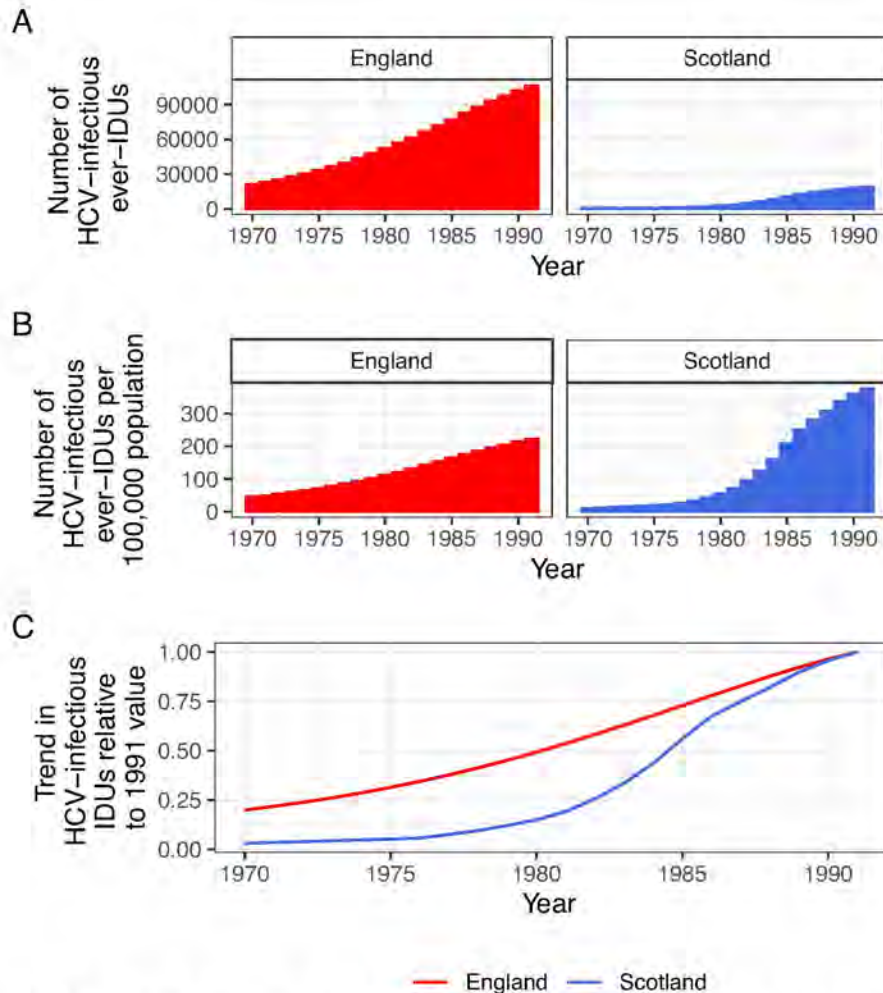 A
England
Scotland
Number of
HCV−infectious
ever−IDUs
90000
60000
30000
0
1970 1975 1980 1985 1990
1970 1975 1980 1985 1990
Year
B
England
Scotland
Number of
HCV−infectious
ever−IDUs per
100,000 population
300
200
100
0
1970 1975 1980 1985 1990
1970 1975 1980 1985 1990
Year
C
Trend in
HCV−infectious
IDUs relative
to 1991 value
1.00
0.75
0.50
0.25
0.00
1970 1975 1980 1985 1990
Year
England Scotland